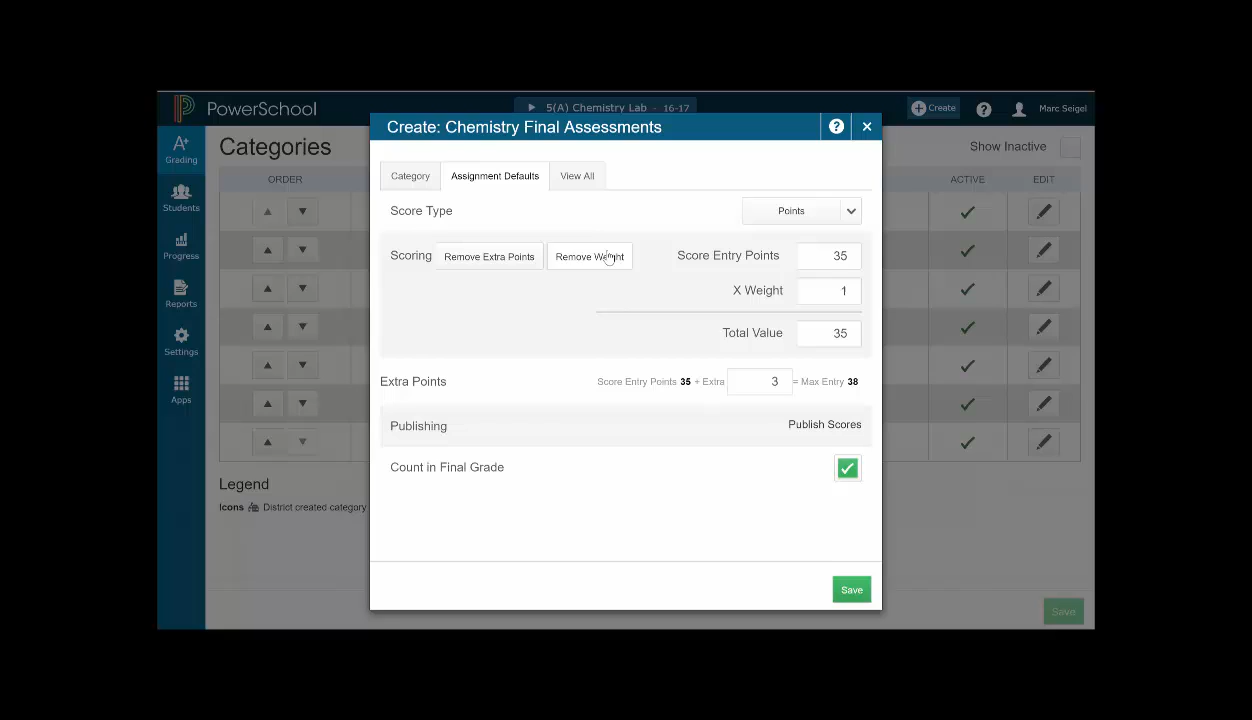 PowerSchool
5(A) Chemistry Lab - 16-17
Create
Marc Seigel
Create: Chemistry Final Assessments
Grading
Students
Progress
Reports
Settings
Apps
Categories
Show Inactive
ORDER
ACTIVE
EDIT
Category
Assignment Defaults
View All
Score Type
Points
Scoring
Remove Extra Points
Remove Weight
Score Entry Points
35
X Weight
1
Total Value
35
Extra Points
Score Entry Points 35 + Extra 3 = Max Entry 38
Publishing
Publish Scores
Count in Final Grade
Legend
Icons District created category
Save
Save